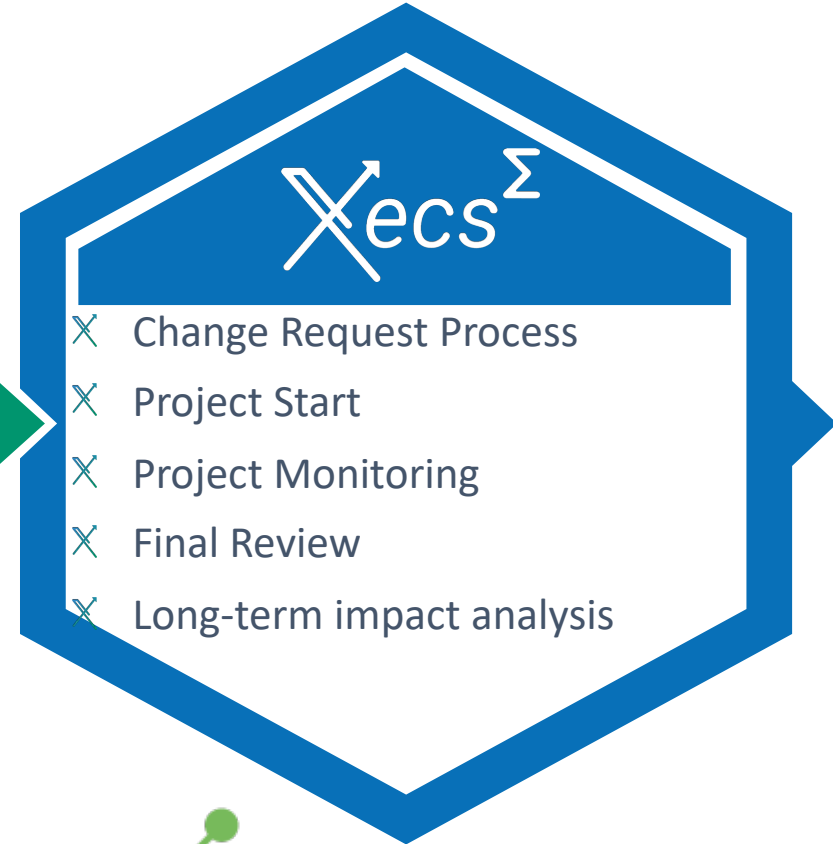 Xecs Σ
Change Request Process
Project Start
Project Monitoring
Final Review
Long-term impact analysis